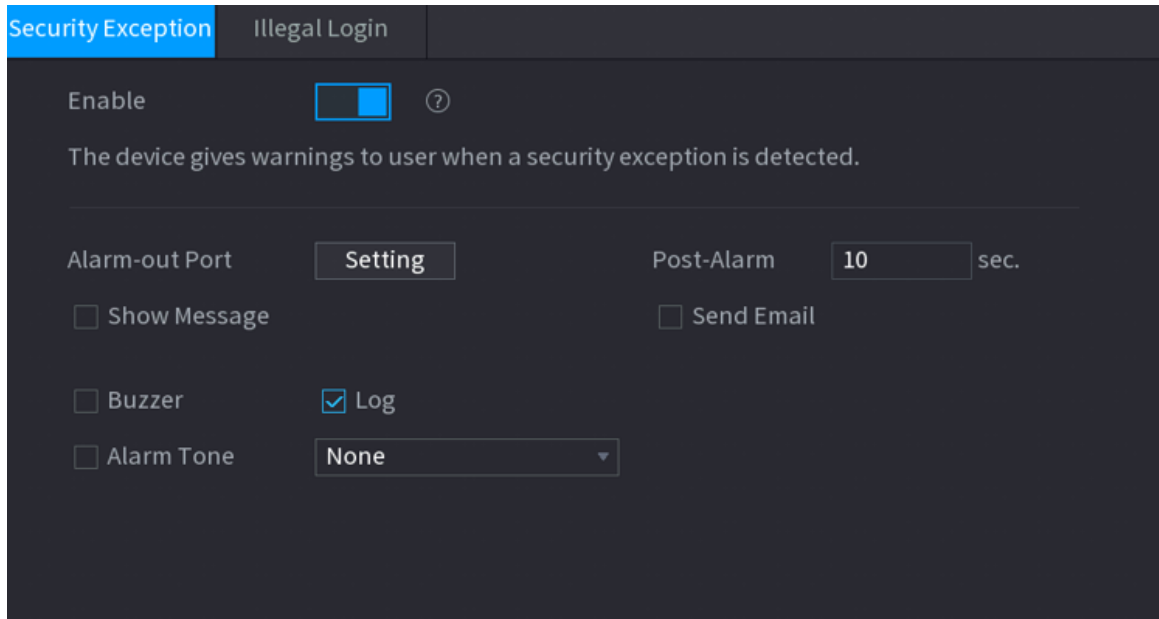 Security Exception Illegal Login
Enable ?
The device gives warnings to user when a security exception is detected.
Alarm-out Port Setting Post-Alarm 10 sec.
Show Message Send Email
Buzzer Log
Alarm Tone None